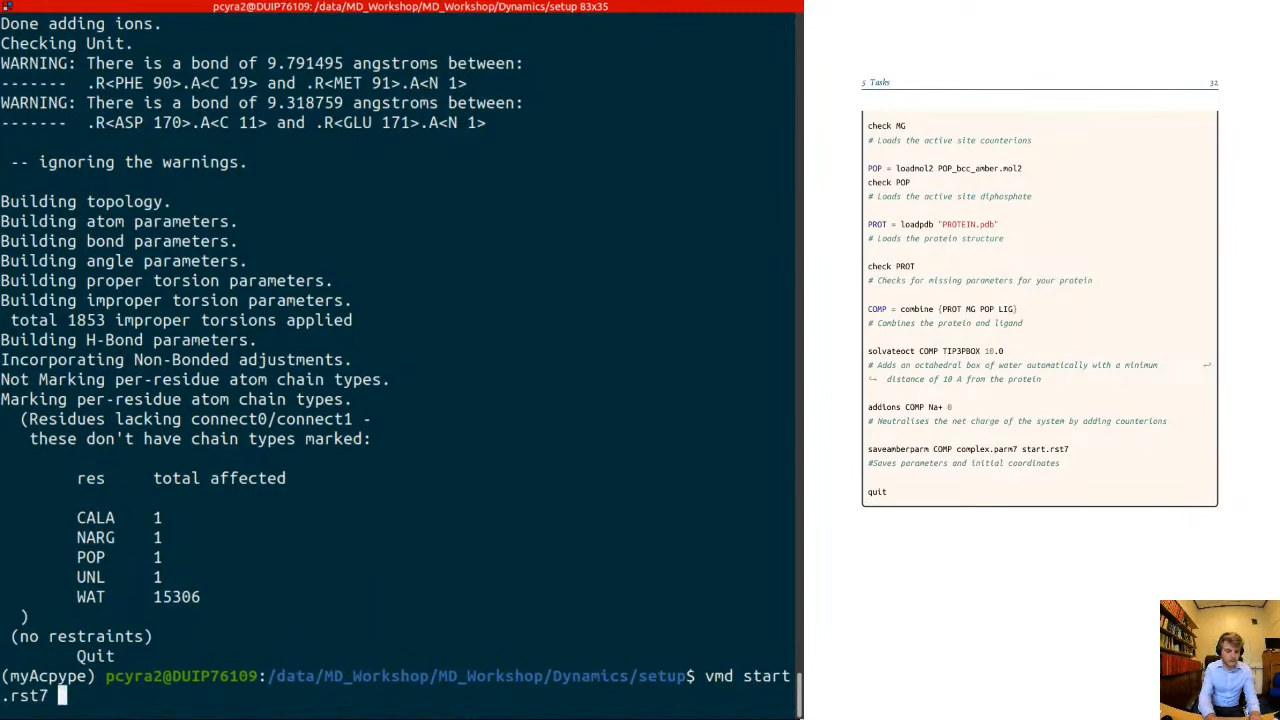 pcyra2@DUIP76109: /data/MD_Workshop/MD_Workshop/Dynamics/setup 83x35
Done adding ions.
Checking Unit.
WARNING: There is a bond of 9.791495 angstroms between:
-------  .R<PHE 90>.A<C 19> and .R<MET 91>.A<N 1>
WARNING: There is a bond of 9.318759 angstroms between:
-------  .R<ASP 170>.A<C 11> and .R<GLU 171>.A<N 1>
-- ignoring the warnings.
Building topology.
Building atom parameters.
Building bond parameters.
Building angle parameters.
Building proper torsion parameters.
Building improper torsion parameters.
total 1853 improper torsions applied
Building H-Bond parameters.
Incorporating Non-Bonded adjustments.
Not Marking per-residue atom chain types.
Marking per-residue atom chain types.
(Residues lacking connect0/connect1 -
these don't have chain types marked:
res total affected
CALA 1
NARG 1
POP 1
UNL 1
WAT 15306
)
(no restraints)
Quit
(myAcpype) pcyra2@DUIP76109:/data/MD_Workshop/MD_Workshop/Dynamics/setup$ vmd start
.rst7
5 Tasks 32
check MG
# Loads the active site counterions
POP = loadmol2 POP_bcc_amber.mol2
check POP
# Loads the active site diphosphate
PROT = loadpdb "PROTEIN.pdb"
# Loads the protein structure
check PROT
# Checks for missing parameters for your protein
COMP = combine {PROT MG POP LIG}
# Combines the protein and ligand
solvateoct COMP TIP3PBOX 10.0
# Adds an octahedral box of water automatically with a minimum ↩
↪ distance of 10 A from the protein
addions COMP Na+ 0
# Neutralises the net charge of the system by adding counterions
saveamberparm COMP complex.parm7 start.rst7
#Saves parameters and initial coordinates
quit